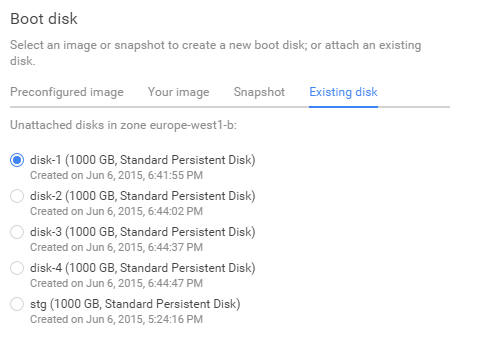 Boot disk
Select an image or snapshot to create a new boot disk; or attach an existing
disk.
Preconfigured image Your image Snapshot Existing disk
Unattached disks in zone europe-west1-b:
disk-1 (1000 GB, Standard Persistent Disk)
Created on Jun 6, 2015, 6:41:55 PM
disk-2 (1000 GB, Standard Persistent Disk)
Created on Jun 6, 2015, 6:44:02 PM
disk-3 (1000 GB, Standard Persistent Disk)
Created on Jun 6, 2015, 6:44:37 PM
disk-4 (1000 GB, Standard Persistent Disk)
Created on Jun 6, 2015, 6:44:47 PM
stg (1000 GB, Standard Persistent Disk)
Created on Jun 6, 2015, 5:24:16 PM